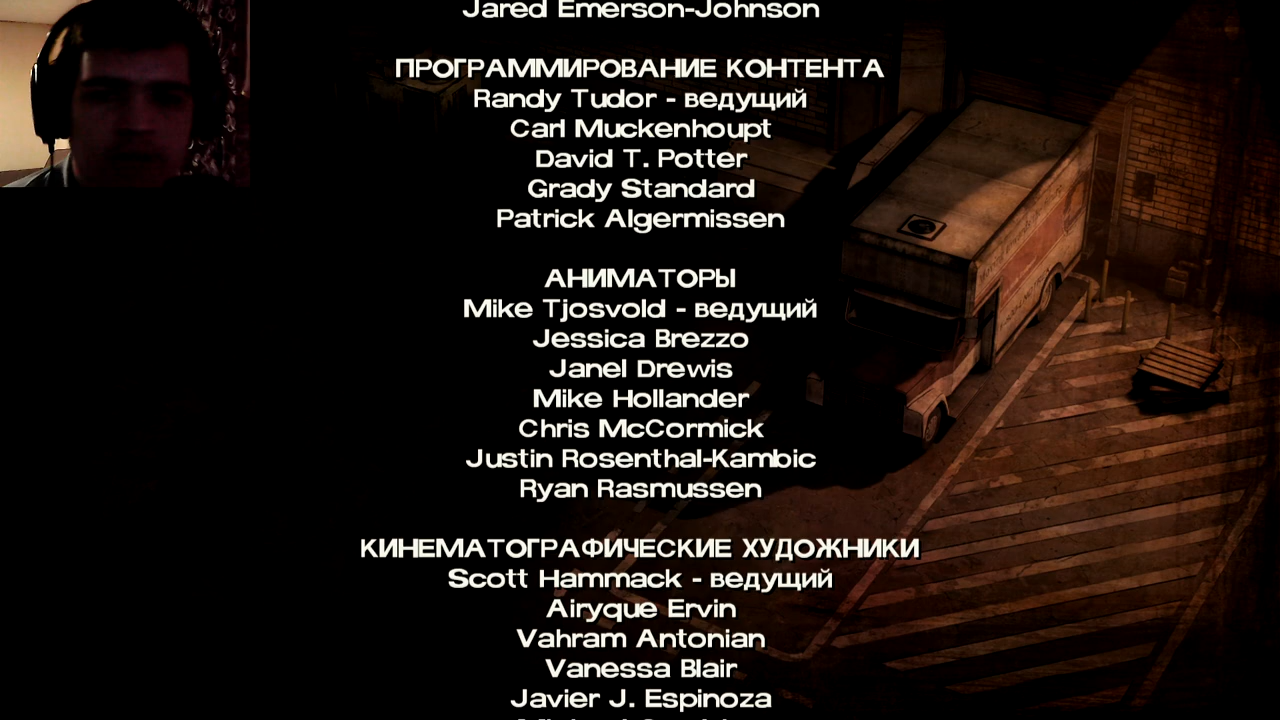 Jared Emerson-Johnson
ПРОГРАММИРОВАНИЕ КОНТЕНТА
Randy Tudor - ведущий
Carl Muckenhoupt
David T. Potter
Grady Standard
Patrick Algermissen
АНИМАТОРЫ
Mike Tjosvold - ведущий
Jessica Brezzo
Janel Drewis
Mike Hollander
Chris McCormick
Justin Rosenthal-Kambic
Ryan Rasmussen
КИНЕМАТОГРАФИЧЕСКИЕ ХУДОЖНИКИ
Scott Hammack - ведущий
Airyque Ervin
Vahram Antonian
Vanessa Blair
Javier J. Espinoza